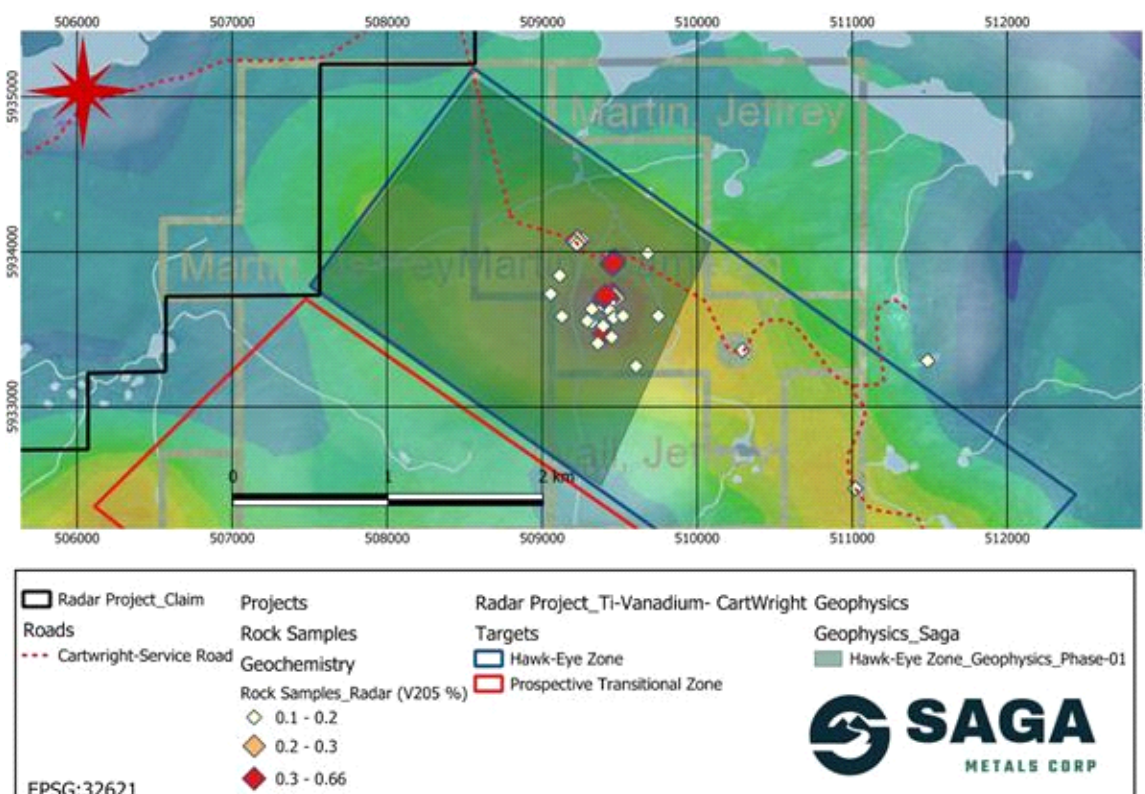 506000 507000 508000 509000 510000 511000 512000
5935000
5934000
5933000
Martin, Jeffrey
Martin, Jeffrey
Martin,
0 1 2 km
506000 507000 508000 509000 510000 511000 512000
Radar Project_Claim
Roads
Cartwright-Service Road
Projects
Rock Samples
Geochemistry
Rock Samples_Radar (V205 %)
0.1 - 0.2
0.2 - 0.3
0.3 - 0.66
Radar Project_Ti-Vanadium- CartWright
Targets
Hawk-Eye Zone
Prospective Transitional Zone
Geophysics
Geophysics_Saga
Hawk-Eye Zone_Geophysics_Phase-01
SAGA
METALS CORP
EPSG:32621